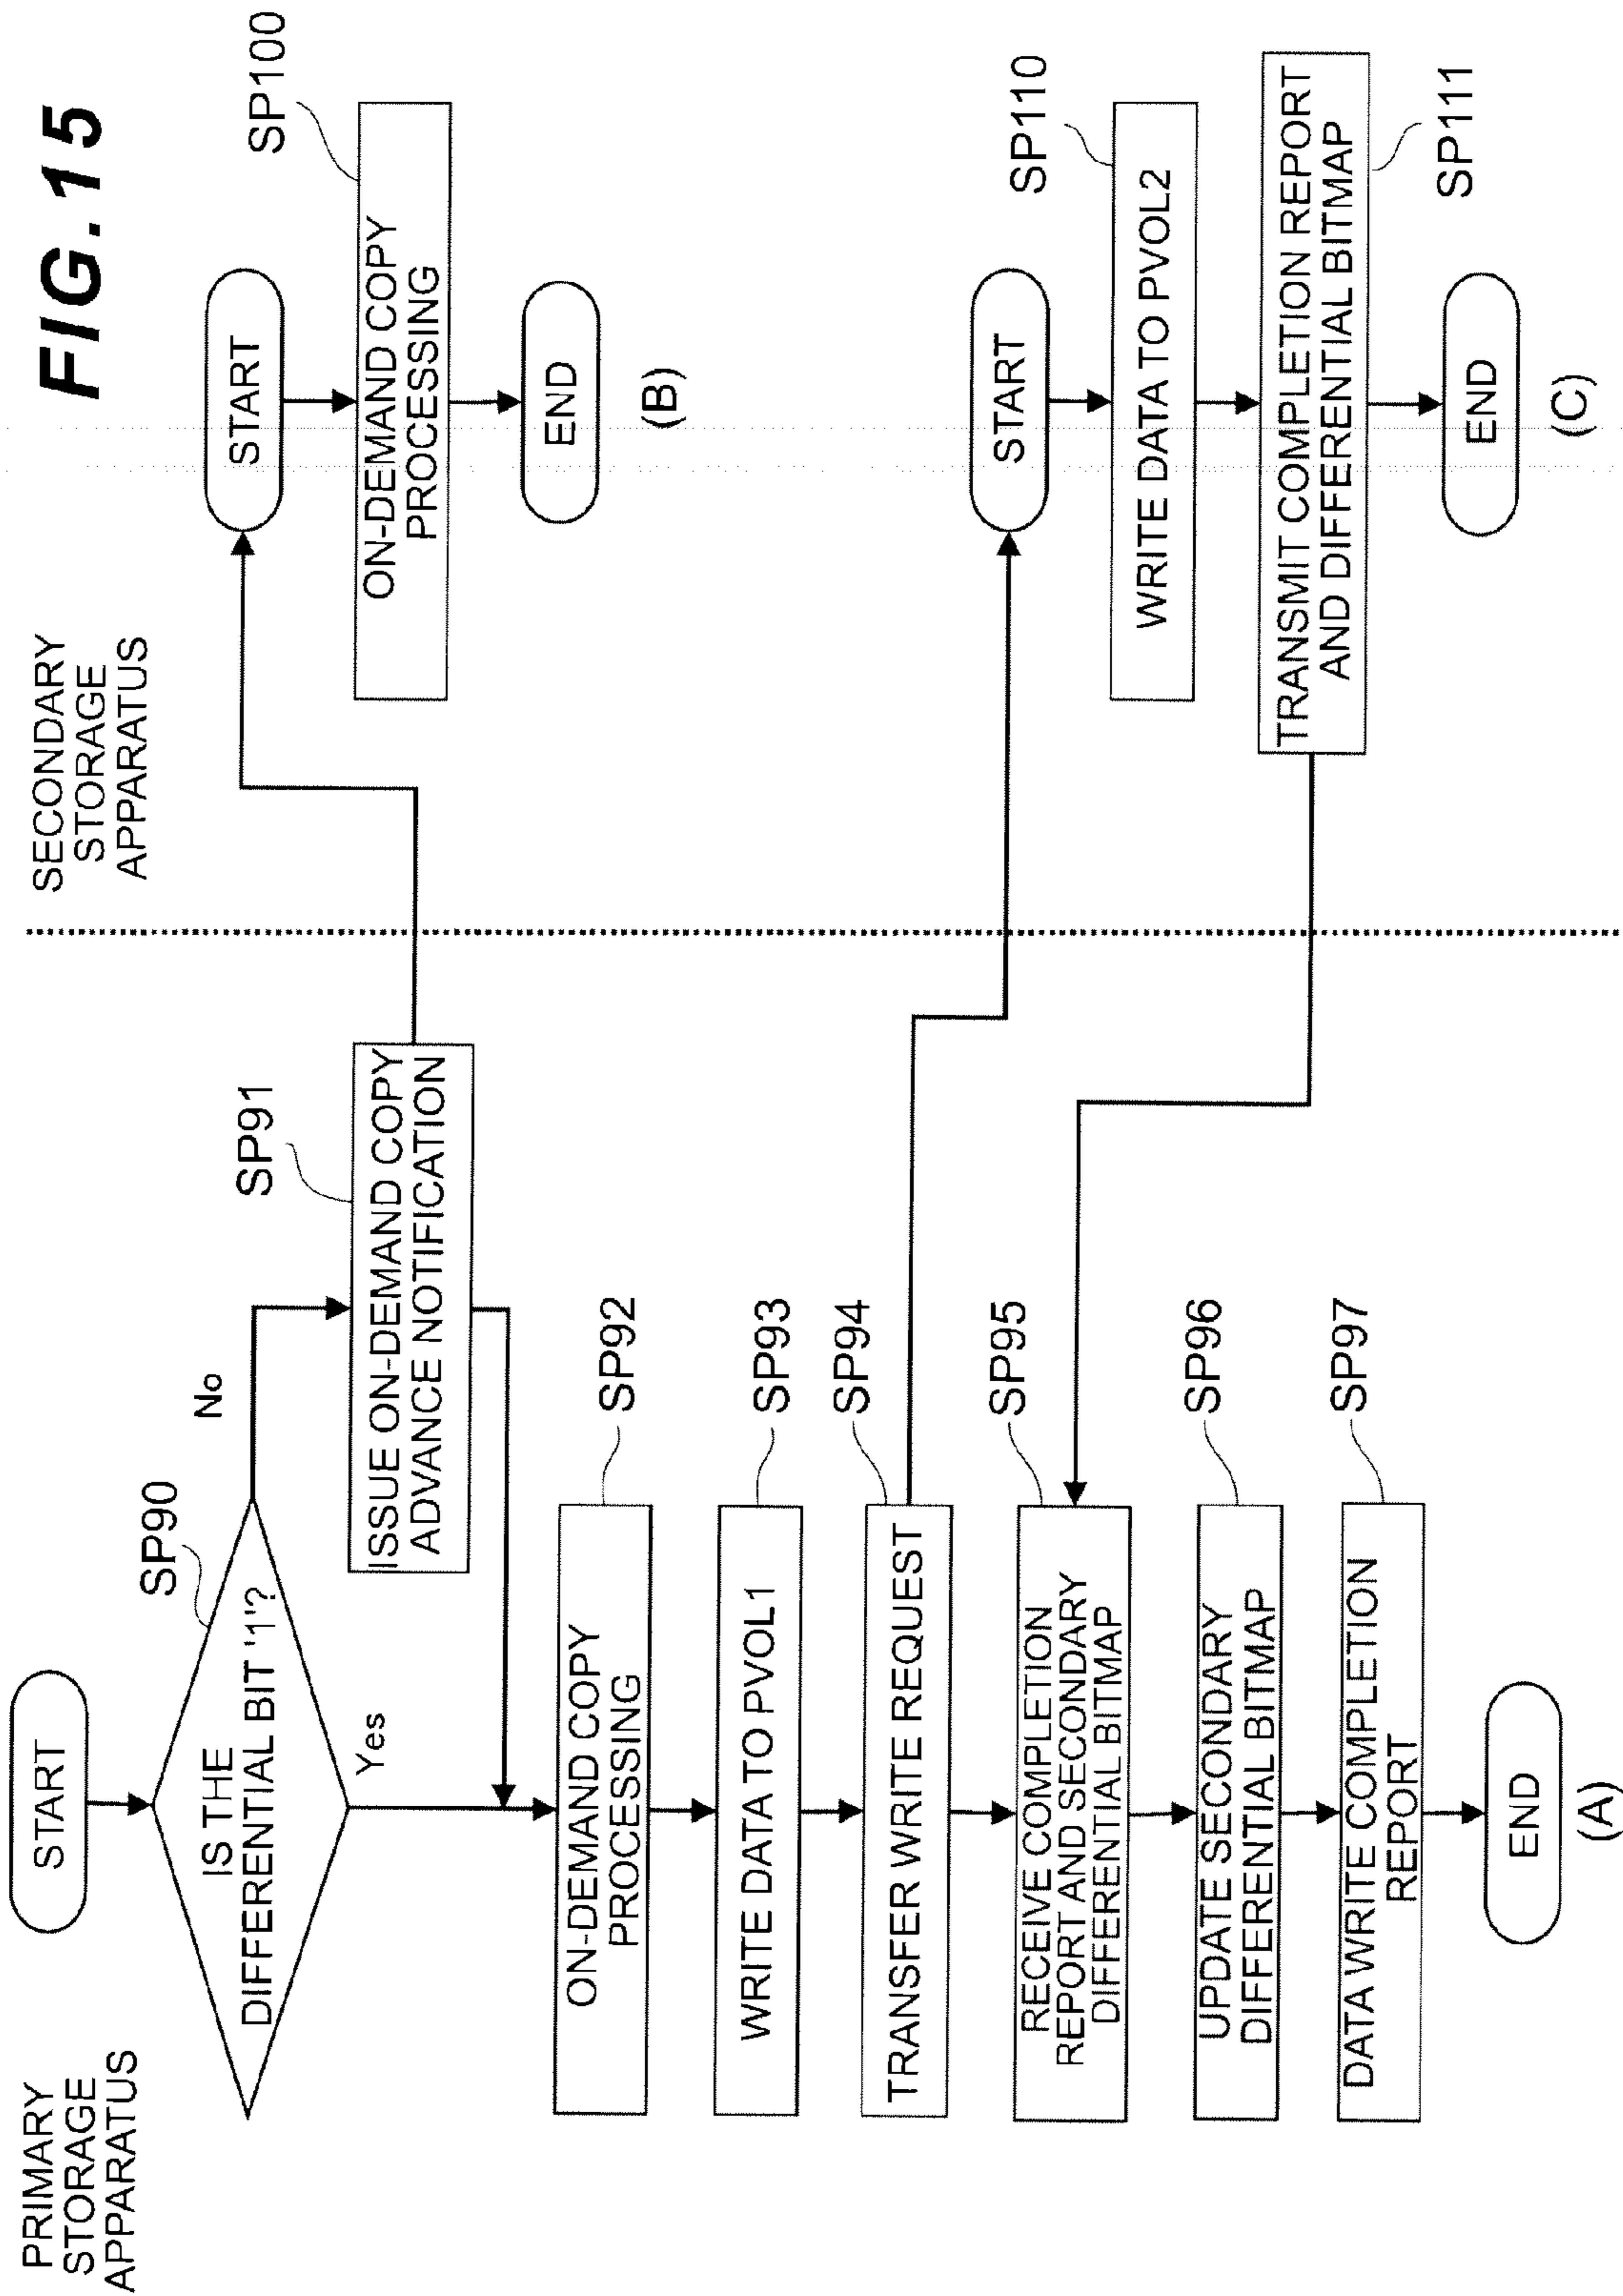 FIG.15
PRIMARY
STORAGE
APPARATUS
SECONDARY
STORAGE
APPARATUS
START
SP90
IS THE
DIFFERENTIAL BIT '1'?
No
Yes
SP91
ISSUE ON-DEMAND COPY
ADVANCE NOTIFICATION
SP92
ON-DEMAND COPY
PROCESSING
SP93
WRITE DATA TO PVOL1
SP94
TRANSFER WRITE REQUEST
SP95
RECEIVE COMPLETION
REPORT AND SECONDARY
DIFFERENTIAL BITMAP
SP96
UPDATE SECONDARY
DIFFERENTIAL BITMAP
SP97
DATA WRITE COMPLETION
REPORT
END
(A)
START
SP100
ON-DEMAND COPY
PROCESSING
END
(B)
START
SP110
WRITE DATA TO PVOL2
TRANSMIT COMPLETION REPORT
AND DIFFERENTIAL BITMAP
SP111
END
(C)